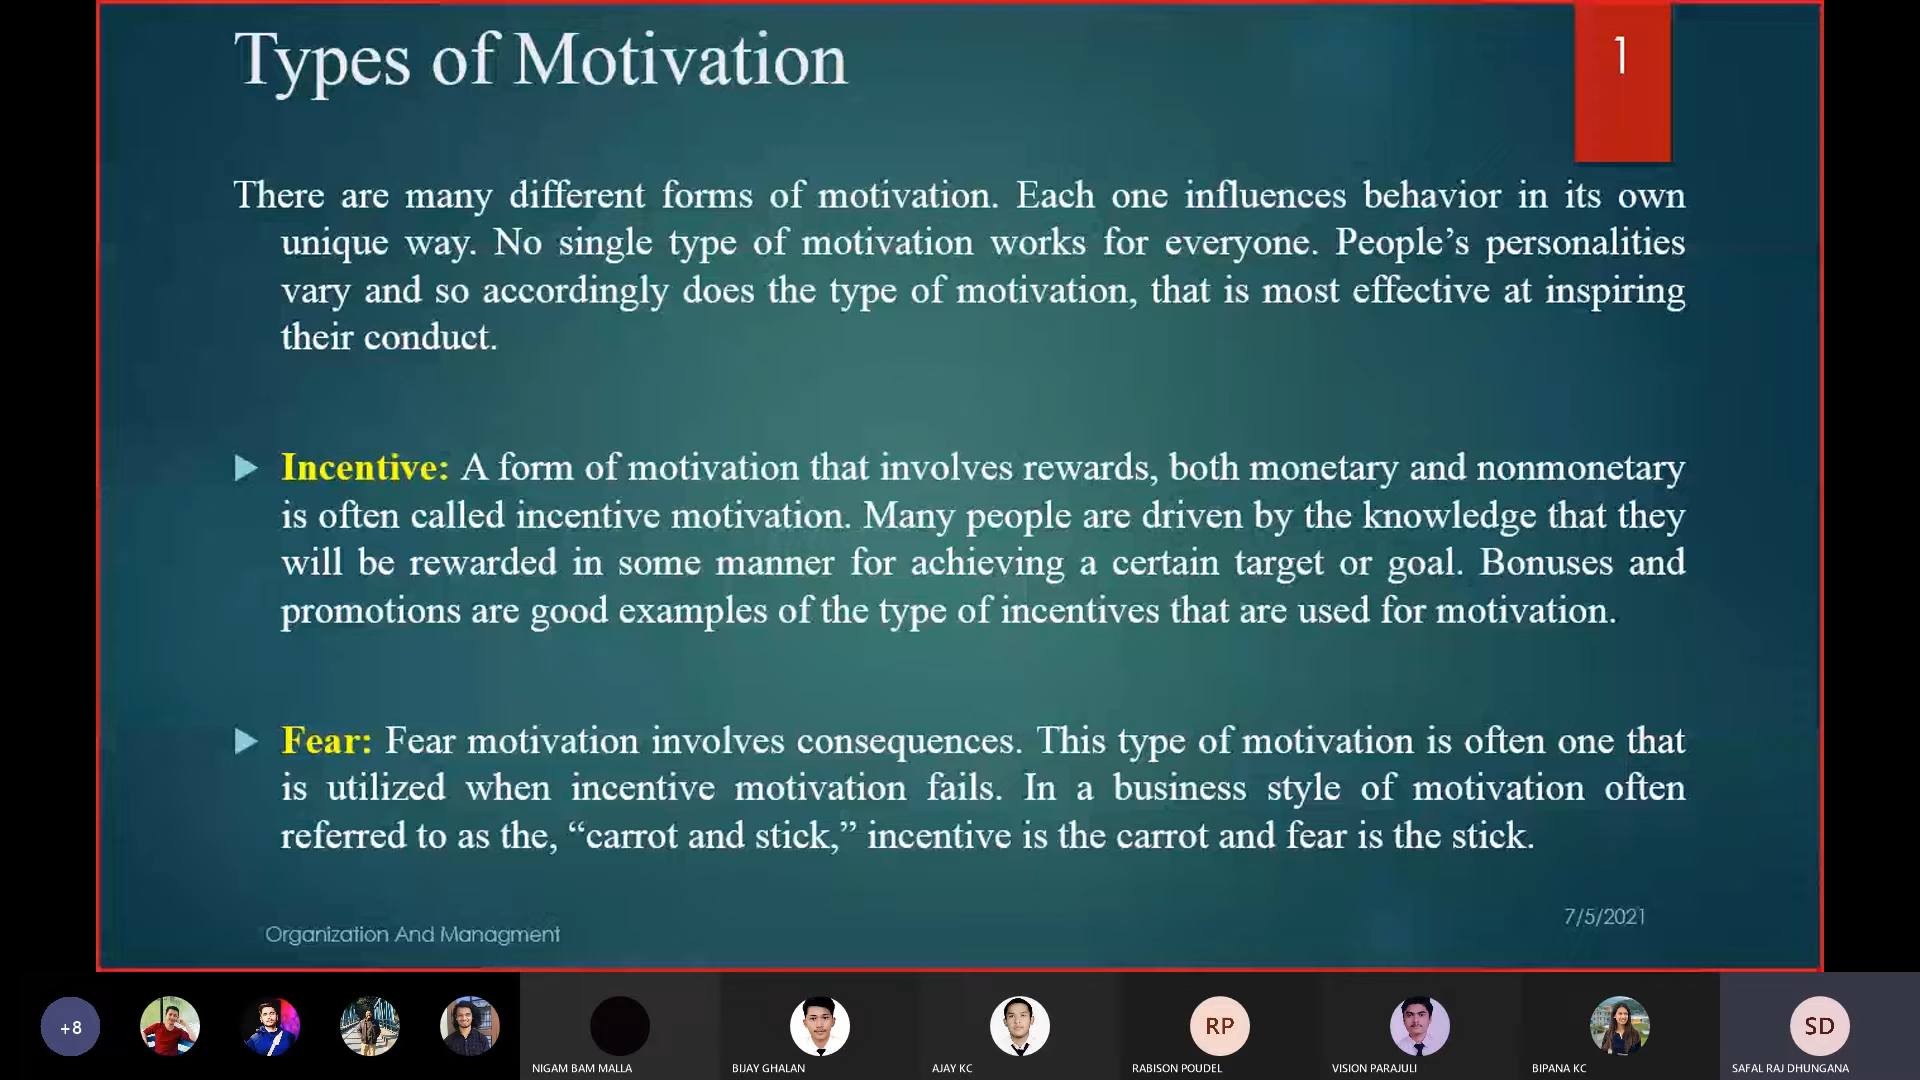 Types of Motivation
1
There are many different forms of motivation. Each one influences behavior in its own
unique way. No single type of motivation works for everyone. People’s personalities
vary and so accordingly does the type of motivation, that is most effective at inspiring
their conduct.
Incentive: A form of motivation that involves rewards, both monetary and nonmonetary
is often called incentive motivation. Many people are driven by the knowledge that they
will be rewarded in some manner for achieving a certain target or goal. Bonuses and
promotions are good examples of the type of incentives that are used for motivation.
Fear: Fear motivation involves consequences. This type of motivation is often one that
is utilized when incentive motivation fails. In a business style of motivation often
referred to as the, “carrot and stick,” incentive is the carrot and fear is the stick.
Organization And Managment
7/5/2021
+8
RP
SD
NIGAM BAM MALLA
BIJAY GHALAN
AJAY KC
RABISON POUDEL
VISION PARAJULI
BIPANA KC
SAFAL RAJ DHUNGANA